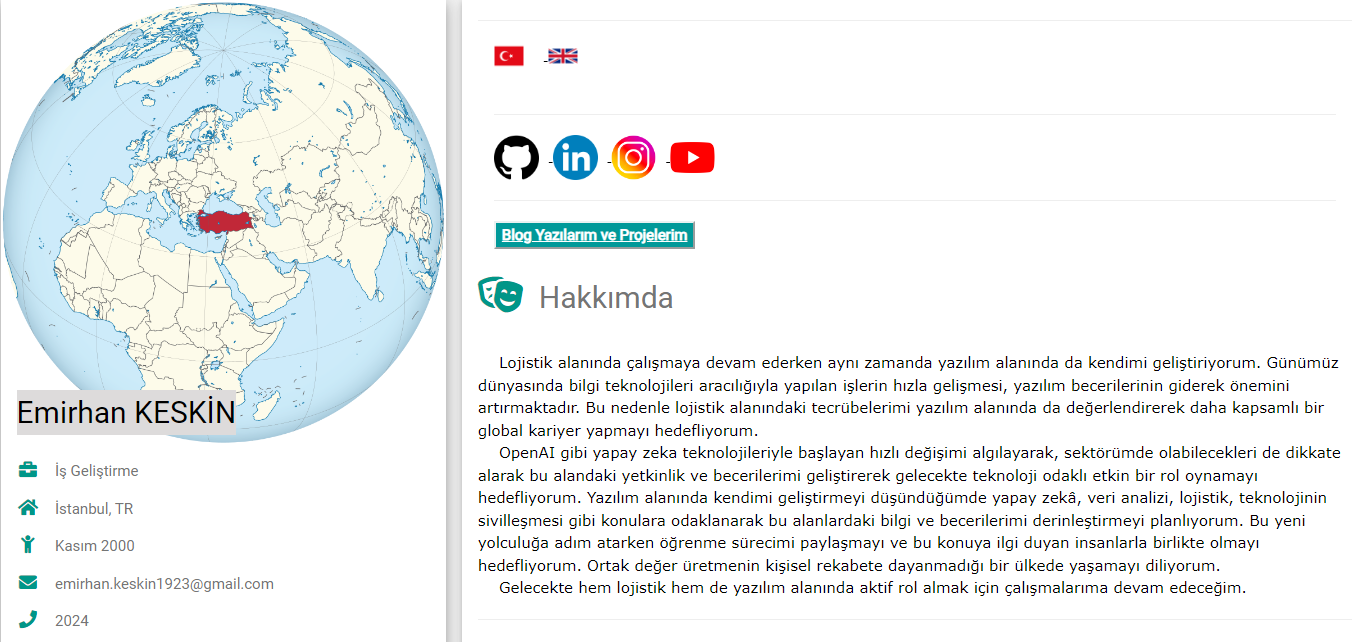 Emirhan KESKİN
İş Geliştirme
İstanbul, TR
Kasım 2000
emirhan.keskin1923@gmail.com
2024
in
Blog Yazılarım ve Projelerim
Hakkımda
Lojistik alanında çalışmaya devam ederken aynı zamanda yazılım alanında da kendimi geliştiriyorum. Günümüz
dünyasında bilgi teknolojileri aracılığıyla yapılan işlerin hızla gelişmesi, yazılım becerilerinin giderek önemini
artırmaktadır. Bu nedenle lojistik alanındaki tecrübelerimi yazılım alanında da değerlendirerek daha kapsamlı bir
global kariyer yapmayı hedefliyorum.
OpenAI gibi yapay zeka teknolojileriyle başlayan hızlı değişimi algılayarak, sektörümde olabilecekleri de dikkate
alarak bu alandaki yetkinlik ve becerilerimi geliştirerek gelecekte teknoloji odaklı etkin bir rol oynamayı
hedefliyorum. Yazılım alanında kendimi geliştirmeyi düşündüğümde yapay zekâ, veri analizi, lojistik, teknolojinin
sivilleşmesi gibi konulara odaklanarak bu alanlardaki bilgi ve becerilerimi derinleştirmeyi planlıyorum. Bu yeni
yolculuğa adım atarken öğrenme sürecimi paylaşmayı ve bu konuya ilgi duyan insanlarla birlikte olmayı
hedefliyorum. Ortak değer üretmenin kişisel rekabete dayanmadığı bir ülkede yaşamayı diliyorum.
Gelecekte hem lojistik hem de yazılım alanında aktif rol almak için çalışmalarıma devam edeceğim.